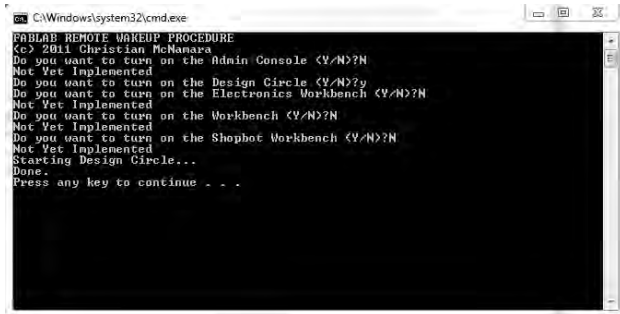 C:\Windows\system32\cmd.exe
FABLAB REMOTE WAKEUP PROCEDURE
(c) 2011 Christian McNamara
Do you want to turn on the Admin Console (Y/N)?N
Not Yet Implemented
Do you want to turn on the Design Circle (Y/N)?y
Do you want to turn on the Electronics Workbench (Y/N)?N
Not Yet Implemented
Do you want to turn on the Workbench (Y/N)?N
Not Yet Implemented
Do you want to turn on the Shopbot Workbench (Y/N)?N
Not Yet Implemented
Starting Design Circle...
Done.
Press any key to continue . . .